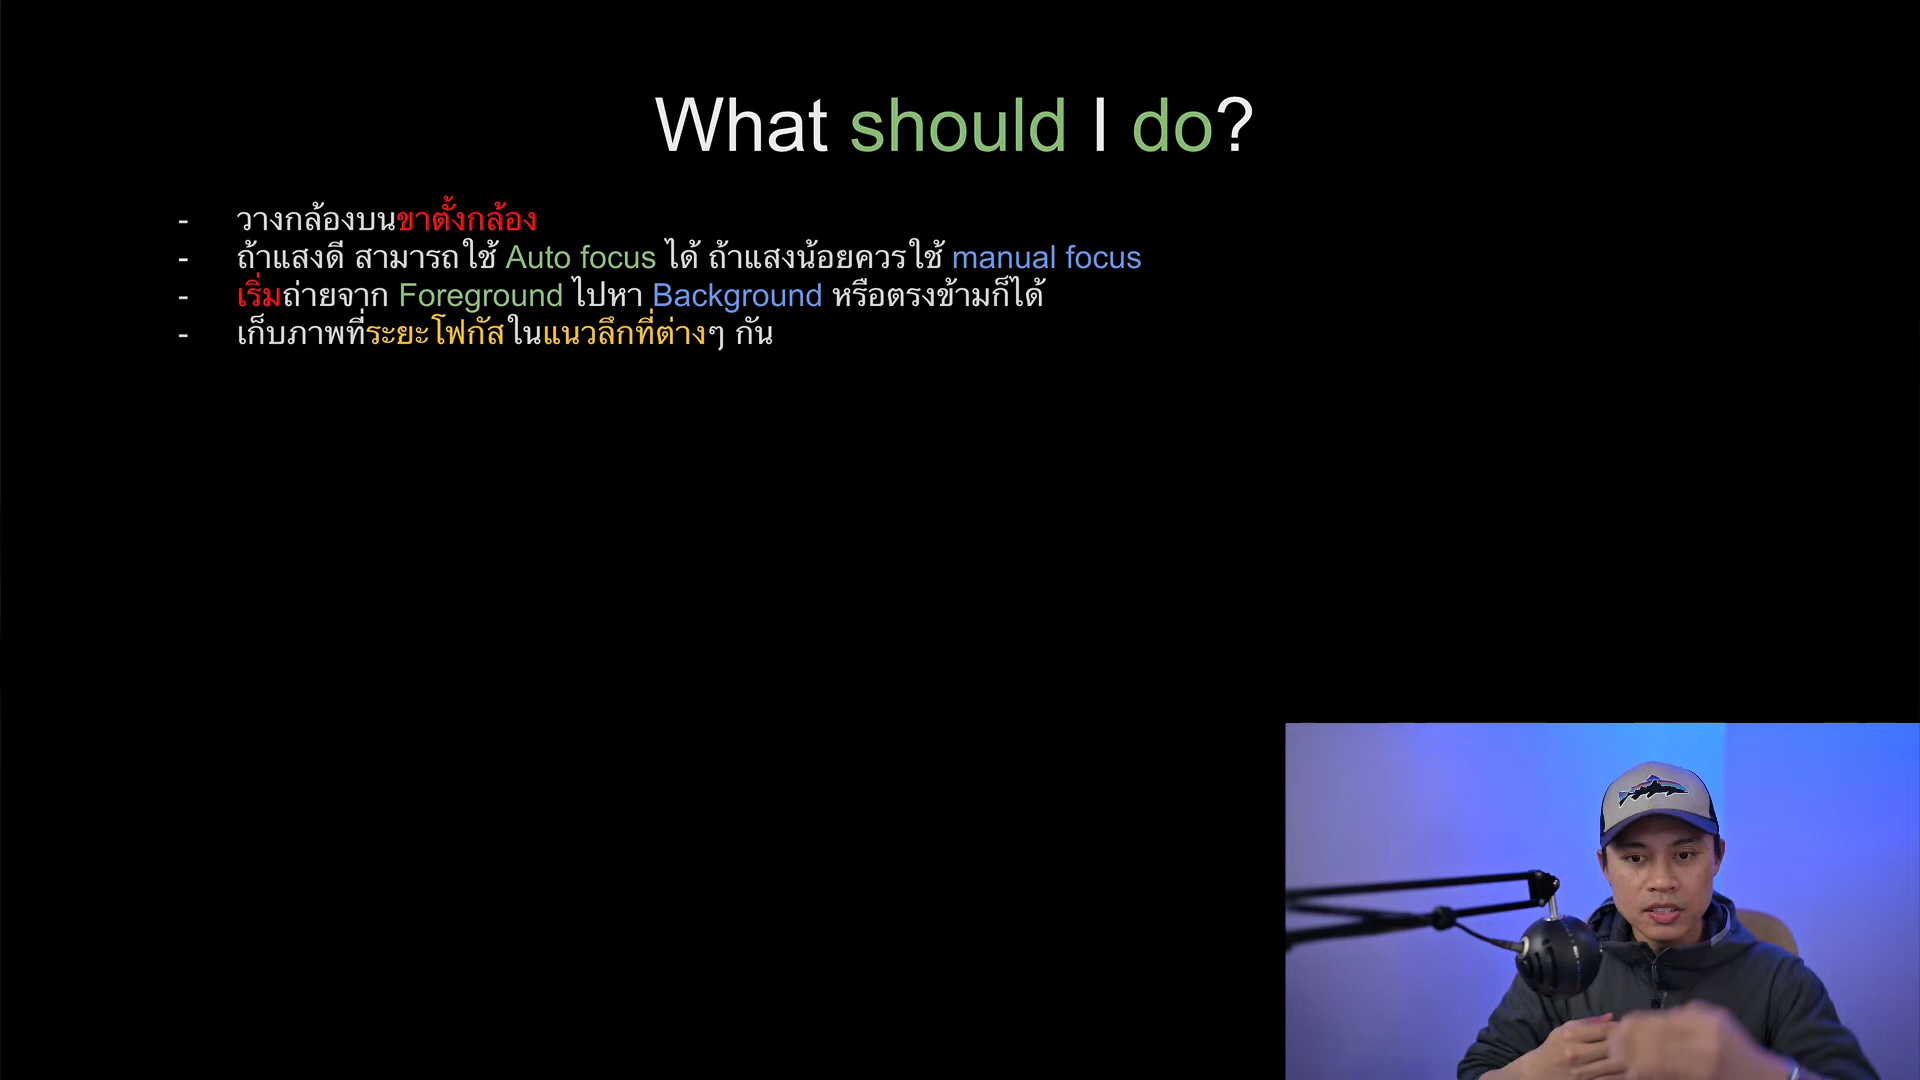 What should I do?
- วางกล้องบนขาตั้งกล้อง
- ถ้าแสงดี สามารถใช้ Auto focus ได้ ถ้าแสงน้อยควรใช้ manual focus
- เริ่มถ่ายจาก Foreground ไปหา Background หรือตรงข้ามก็ได้
- เก็บภาพที่ระยะโฟกัสในแนวลึกที่ต่างๆ กัน